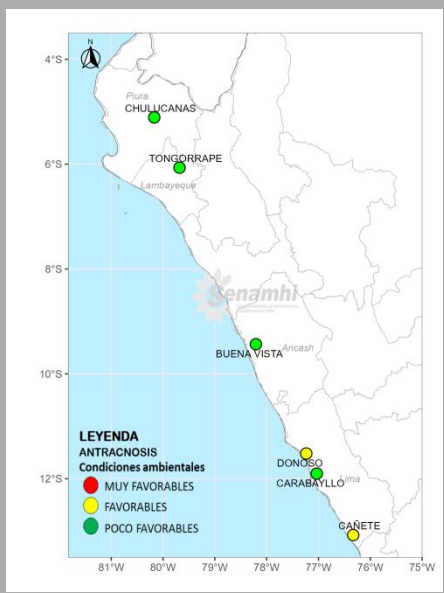 N
4°S
Piura
CHULUCANAS
TONGORRAPE
6°S
Lambayeque
8°S
Senamhi
Ancash
BUENA VISTA
10°S
LEYENDA
ANTRACNOSIS
Condiciones ambientales
MUY FAVORABLES
FAVORABLES
POCO FAVORABLES
DONOSO
CARABAYLLO
Lima
12°S
CAÑETE
81°W
80°W
79°W
78°W
77°W
76°W
75°W